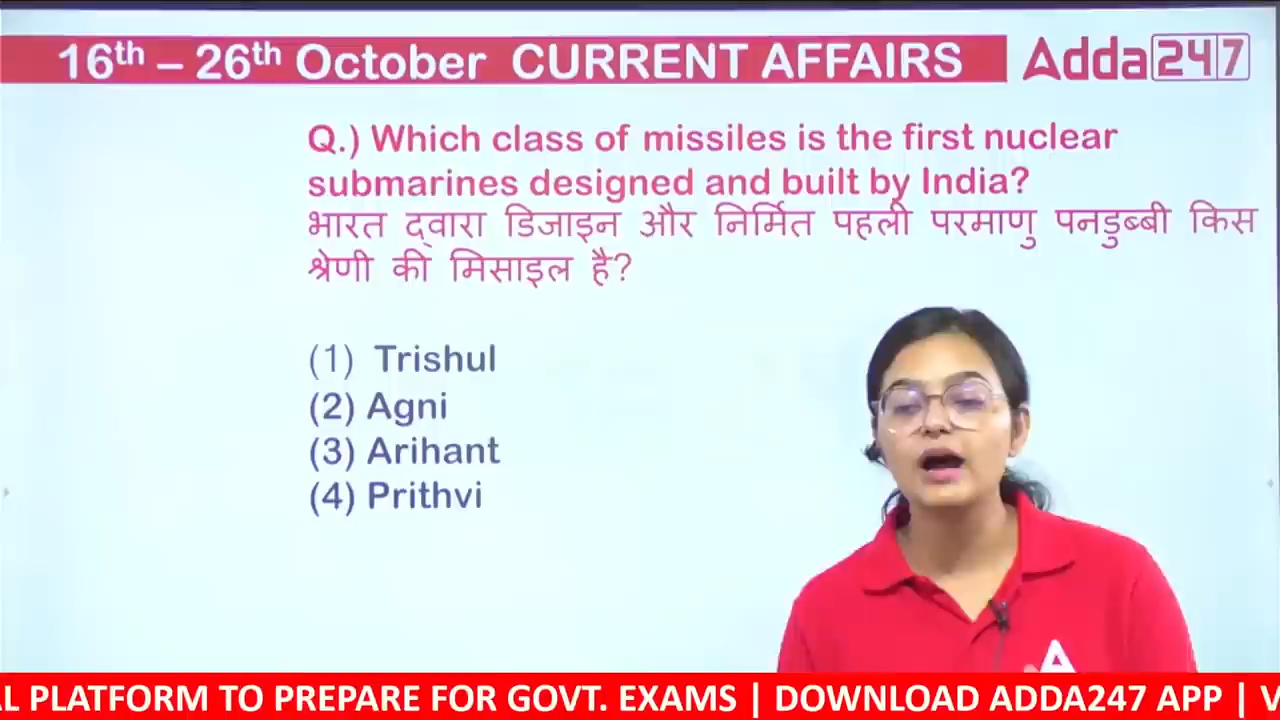 16th – 26th October CURRENT AFFAIRS
Adda247
Q.) Which class of missiles is the first nuclear
submarines designed and built by India?
भारत द्वारा डिजाइन और निर्मित पहली परमाणु पनडुब्बी किस
श्रेणी की मिसाइल है?
(1) Trishul
(2) Agni
(3) Arihant
(4) Prithvi
AL PLATFORM TO PREPARE FOR GOVT. EXAMS | DOWNLOAD ADDA247 APP | V